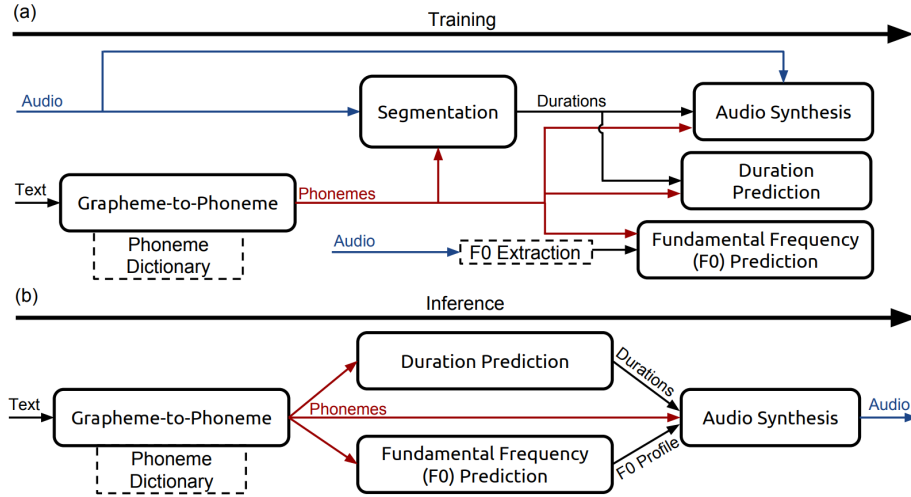 (a)
Training
Audio
Segmentation
Durations
Audio Synthesis
Text
Grapheme-to-Phoneme
Phonemes
Duration
Prediction
Phoneme
Dictionary
Audio
F0 Extraction
Fundamental Frequency
(F0) Prediction
(b)
Inference
Duration Prediction
Durations
Text
Grapheme-to-Phoneme
Phonemes
Audio Synthesis
Audio
Phoneme
Dictionary
Fundamental Frequency
(F0) Prediction
F0 Profile